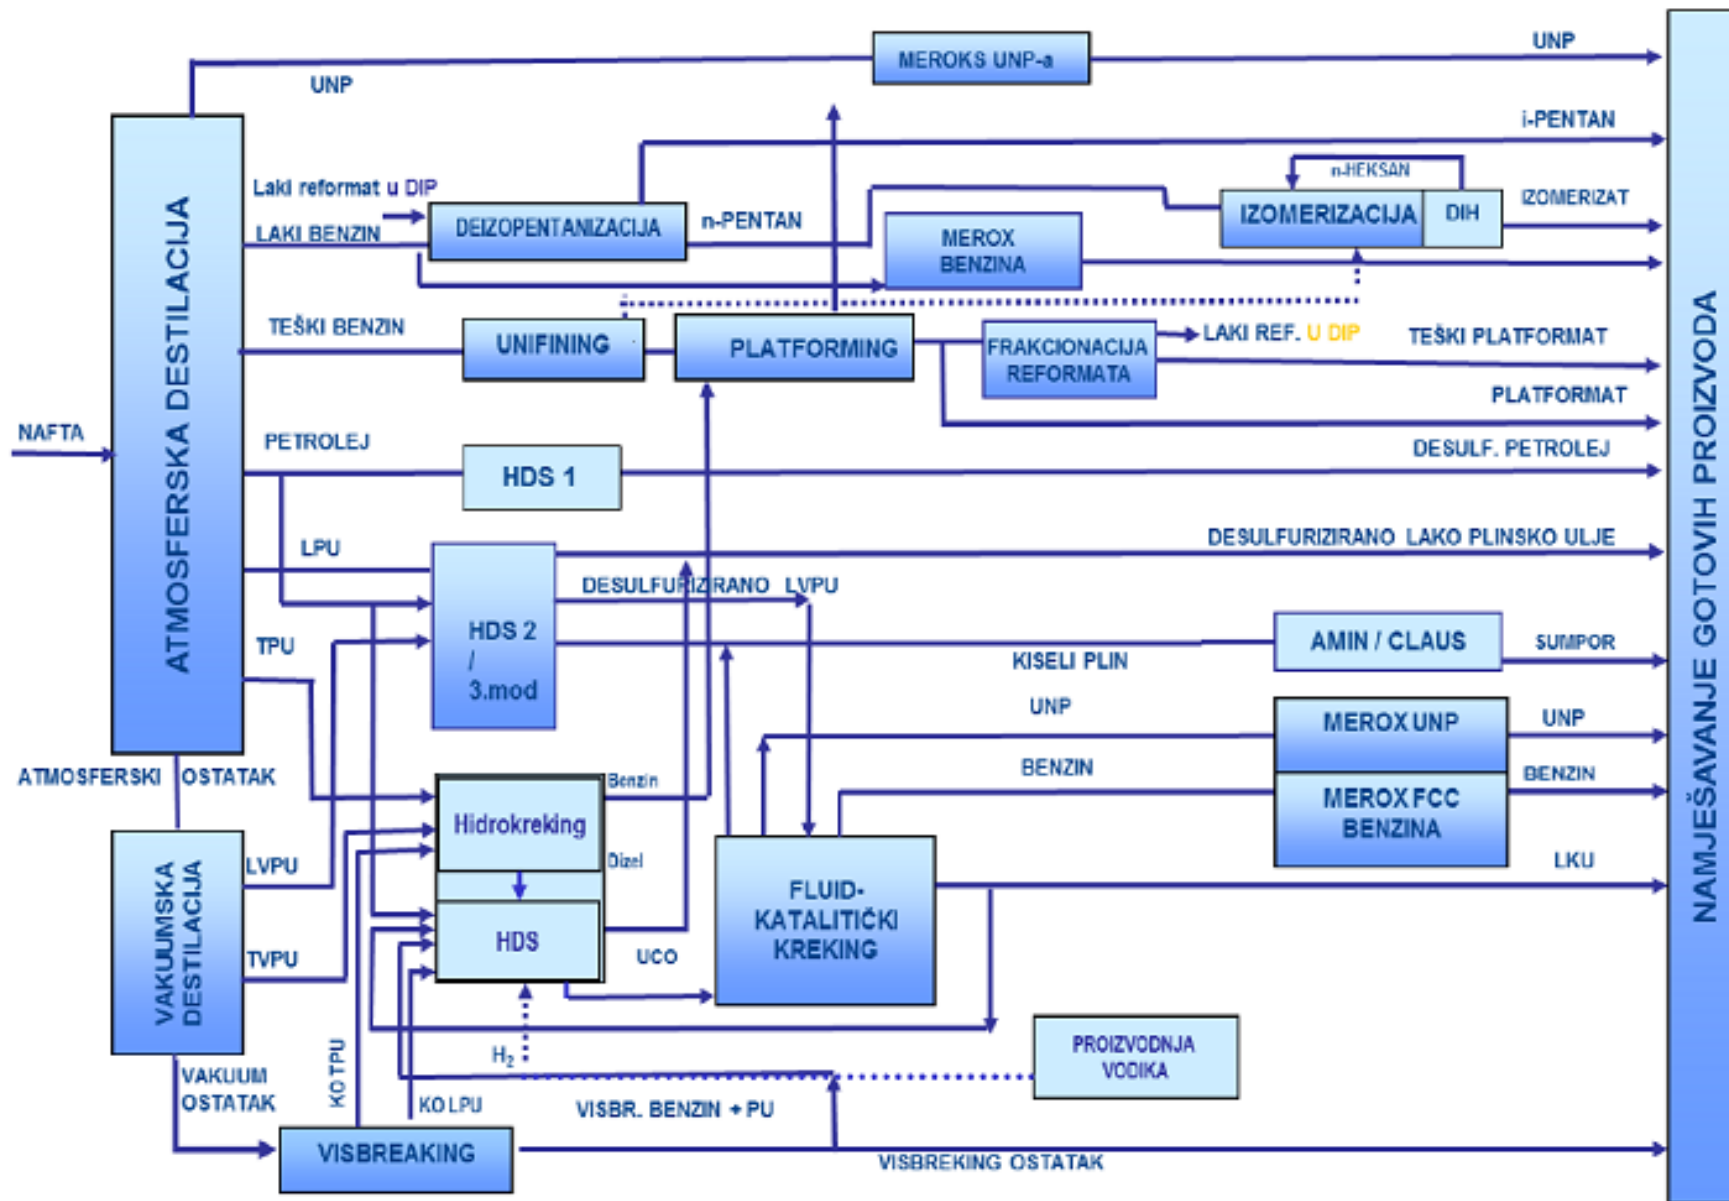 UNP
MEROKS UNP-a
UNP
i-PENTAN
n-HEKSAN
Laki reformat u DIP
DEIZOPENTANIZACIJA
n-PENTAN
IZOMERIZACIJA
DIH
IZOMERIZAT
LAKI BENZIN
MEROX
BENZINA
TEŠKI BENZIN
UNIFINING
PLATFORMING
FRAKCIONACIJA
REFORMATA
LAKI REF. U DIP
TEŠKI PLATFORMAT
PLATFORMAT
NAFTA
ATMOSFERSKA DESTILACIJA
PETROLEJ
HDS 1
DESULF. PETROLEJ
LPU
DESULFURIZIRANO LAKO PLINSKO ULJE
DESULFURIZIRANO LVPU
HDS 2
/
3.mod
TPU
KISELI PLIN
AMIN / CLAUS
SUMPOR
UNP
MEROX UNP
UNP
ATMOSFERSKI OSTATAK
Benzin
BENZIN
MEROX FCC
BENZINA
BENZIN
Hidrokreking
Dizel
LVPU
LKU
VAKUUMSKA
DESTILACIJA
FLUID-
KATALITIČKI
KREKING
HDS
TVPU
UCO
H2
PROIZVODNJA
VODIKA
KOTPU
VAKUUM
OSTATAK
KOLPU
VISBR. BENZIN + PU
VISBREAKING
VISBREKING OSTATAK
NAMJEŠAVANJE GOTOVIH PROIZVODA